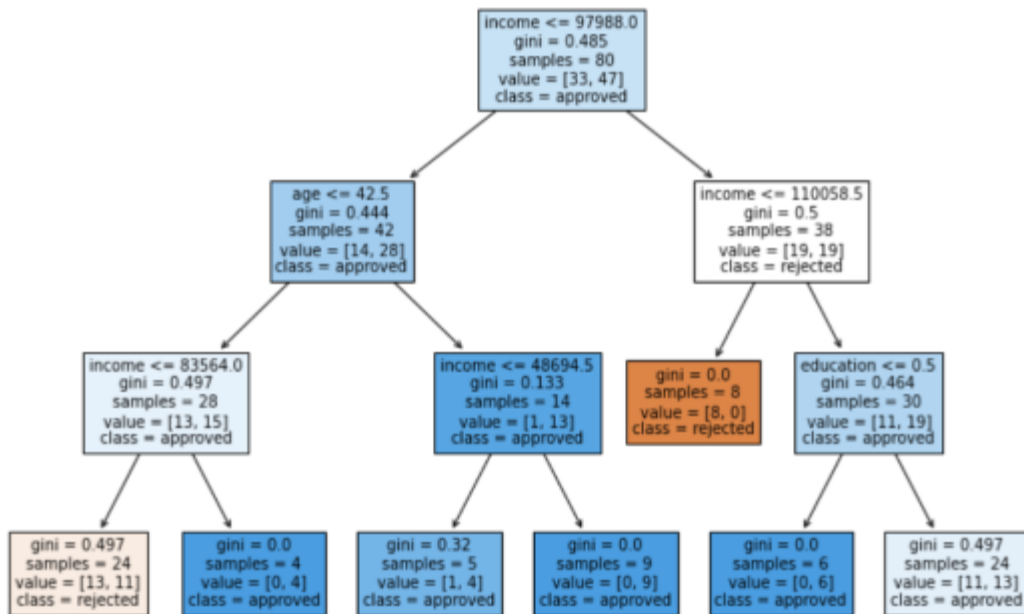 income <= 97988.0
gini = 0.485
samples = 80
value = [33, 47]
class = approved
age <= 42.5
gini = 0.444
samples = 42
value = [14, 28]
class = approved
income <= 110058.5
gini = 0.5
samples = 38
value = [19, 19]
class = rejected
income <= 83564.0
gini = 0.497
samples = 28
value = [13, 15]
class = approved
income <= 48694.5
gini = 0.133
samples = 14
value = [1, 13]
class = approved
gini = 0.0
samples = 8
value = [8, 0]
class = rejected
education <= 0.5
gini = 0.464
samples = 30
value = [11, 19]
class = approved
gini = 0.497
samples = 24
value = [13, 11]
class = rejected
gini = 0.0
samples = 4
value = [0, 4]
class = approved
gini = 0.32
samples = 5
value = [1, 4]
class = approved
gini = 0.0
samples = 9
value = [0, 9]
class = approved
gini = 0.0
samples = 6
value = [0, 6]
class = approved
gini = 0.497
samples = 24
value = [11, 13]
class = approved